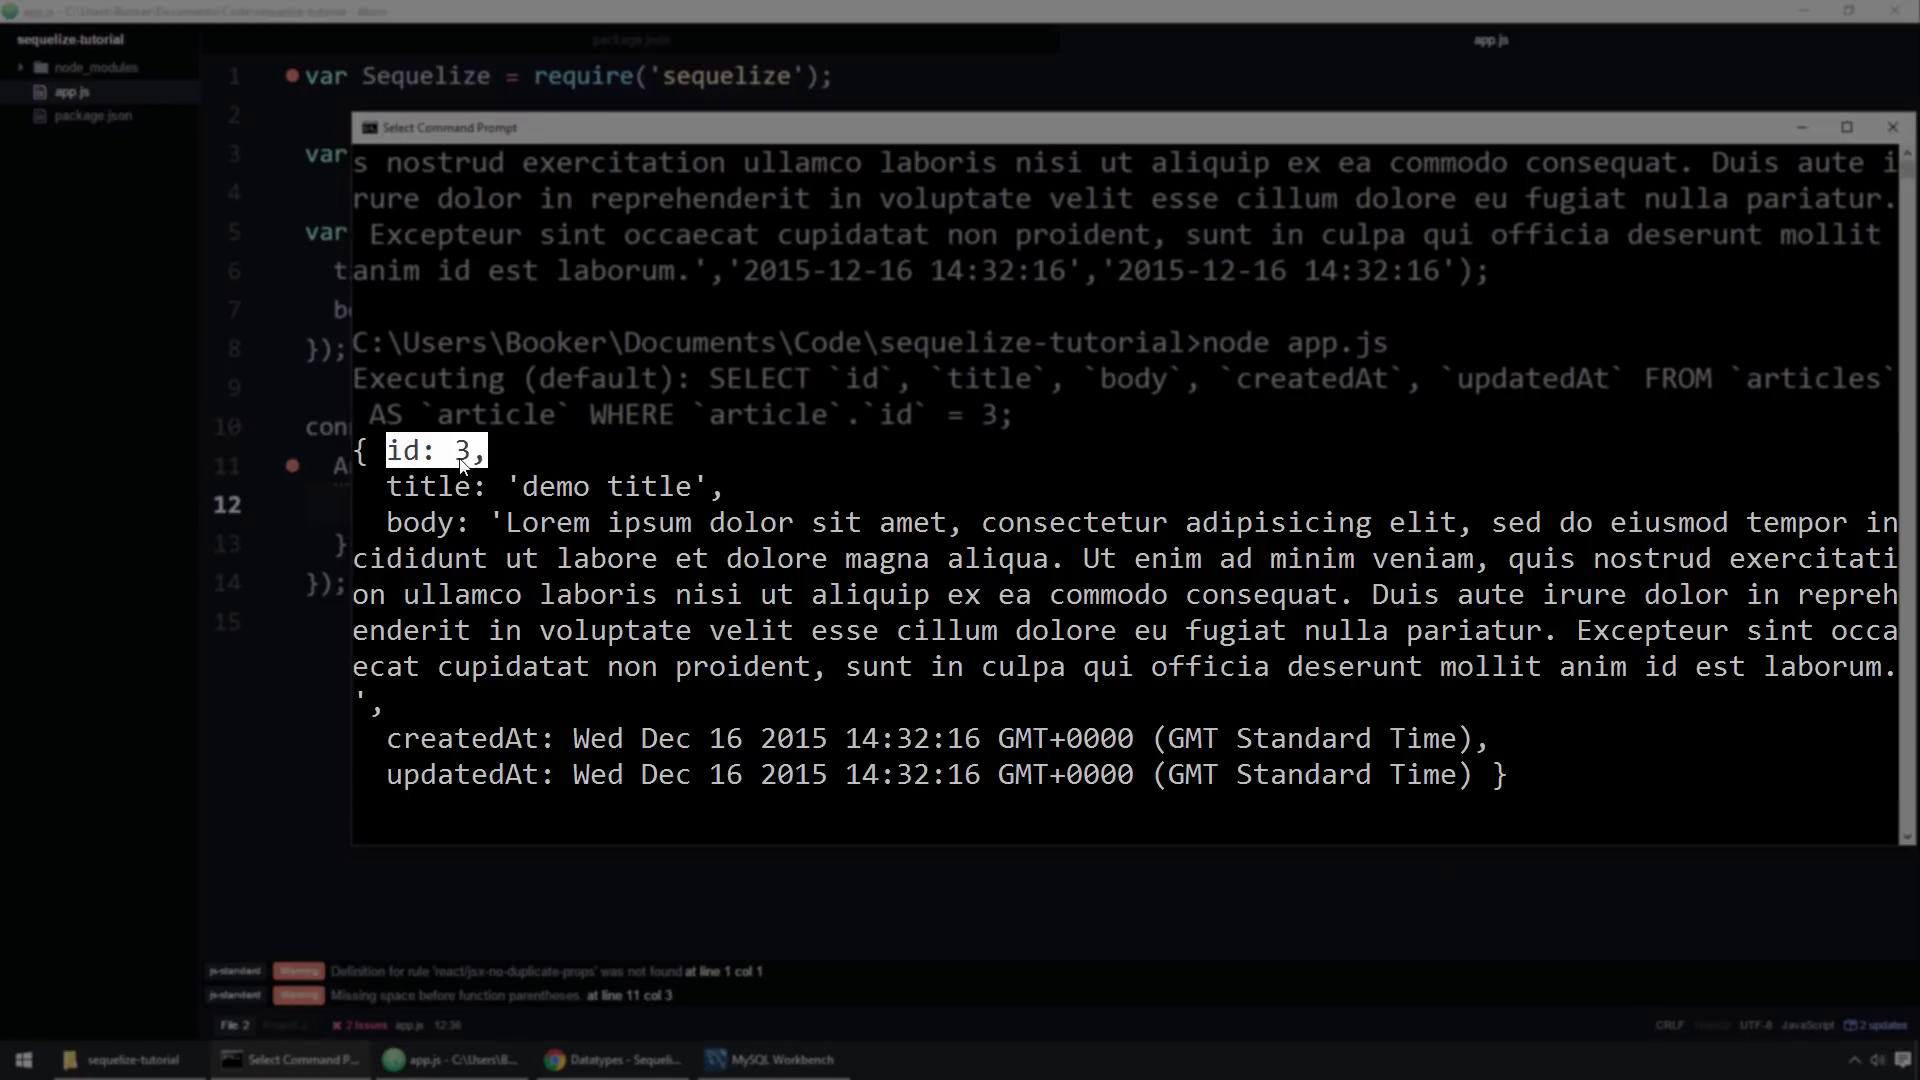 app.js - C:\Users\Booker\Documents\Code\sequelize-tutorial - Atom
sequelize-tutorial
package.json
app.js
node_modules
app.js
package.json
1 var Sequelize = require('sequelize');
2
3 var
4
5 var
6 t
7 bo
8 });
9
10 con
11 A
12
13 }
14 });
15
Select Command Prompt
s nostrud exercitation ullamco laboris nisi ut aliquip ex ea commodo consequat. Duis aute i
rure dolor in reprehenderit in voluptate velit esse cillum dolore eu fugiat nulla pariatur.
Excepteur sint occaecat cupidatat non proident, sunt in culpa qui officia deserunt mollit
anim id est laborum.','2015-12-16 14:32:16','2015-12-16 14:32:16');
C:\Users\Booker\Documents\Code\sequelize-tutorial>node app.js
Executing (default): SELECT `id`, `title`, `body`, `createdAt`, `updatedAt` FROM `articles`
AS `article` WHERE `article`.`id` = 3;
{ id: 3,
title: 'demo title',
body: 'Lorem ipsum dolor sit amet, consectetur adipisicing elit, sed do eiusmod tempor in
cididunt ut labore et dolore magna aliqua. Ut enim ad minim veniam, quis nostrud exercitati
on ullamco laboris nisi ut aliquip ex ea commodo consequat. Duis aute irure dolor in repreh
enderit in voluptate velit esse cillum dolore eu fugiat nulla pariatur. Excepteur sint occa
ecat cupidatat non proident, sunt in culpa qui officia deserunt mollit anim id est laborum.
',
createdAt: Wed Dec 16 2015 14:32:16 GMT+0000 (GMT Standard Time),
updatedAt: Wed Dec 16 2015 14:32:16 GMT+0000 (GMT Standard Time) }
js-standard Warning Definition for rule 'react/jsx-no-duplicate-props' was not found at line 1 col 1
js-standard Warning Missing space before function parentheses. at line 11 col 3
File 2 2 Issues app.js 12:36 CRLF UTF-8 JavaScript 2 updates
sequelize-tutorial Select Command P... app.js - C:\Users\B... Datatypes - Sequeli... MySQL Workbench